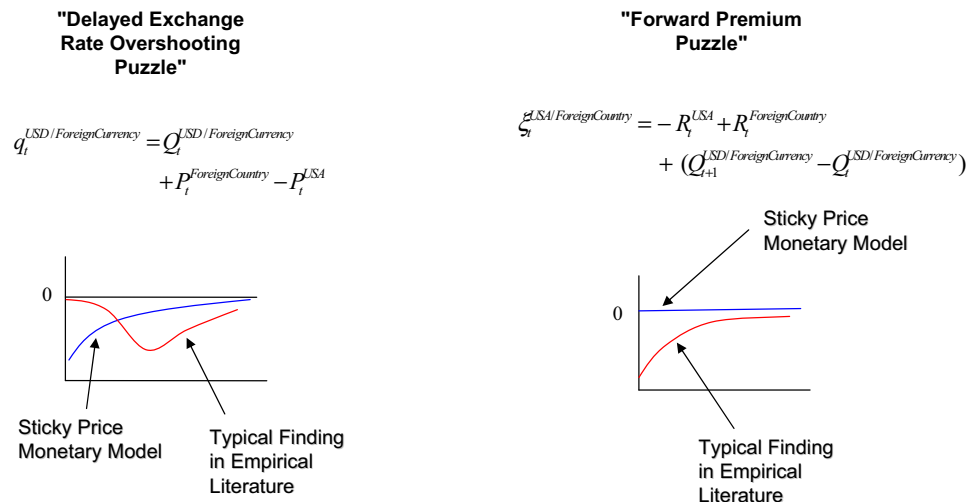 "Delayed Exchange
Rate Overshooting
Puzzle"
q_t^{USD/ForeignCurrency} = Q_t^{USD/ForeignCurrency}
+ P_t^{ForeignCountry} − P_t^{USA}
0
Sticky Price
Monetary Model
Typical Finding
in Empirical
Literature
"Forward Premium
Puzzle"
ξ_t^{USA/ForeignCountry} = − R_t^{USA} + R_t^{ForeignCountry}
+ (Q_{t+1}^{USD/ForeignCurrency} − Q_t^{USD/ForeignCurrency})
Sticky Price
Monetary Model
0
Typical Finding
in Empirical
Literature